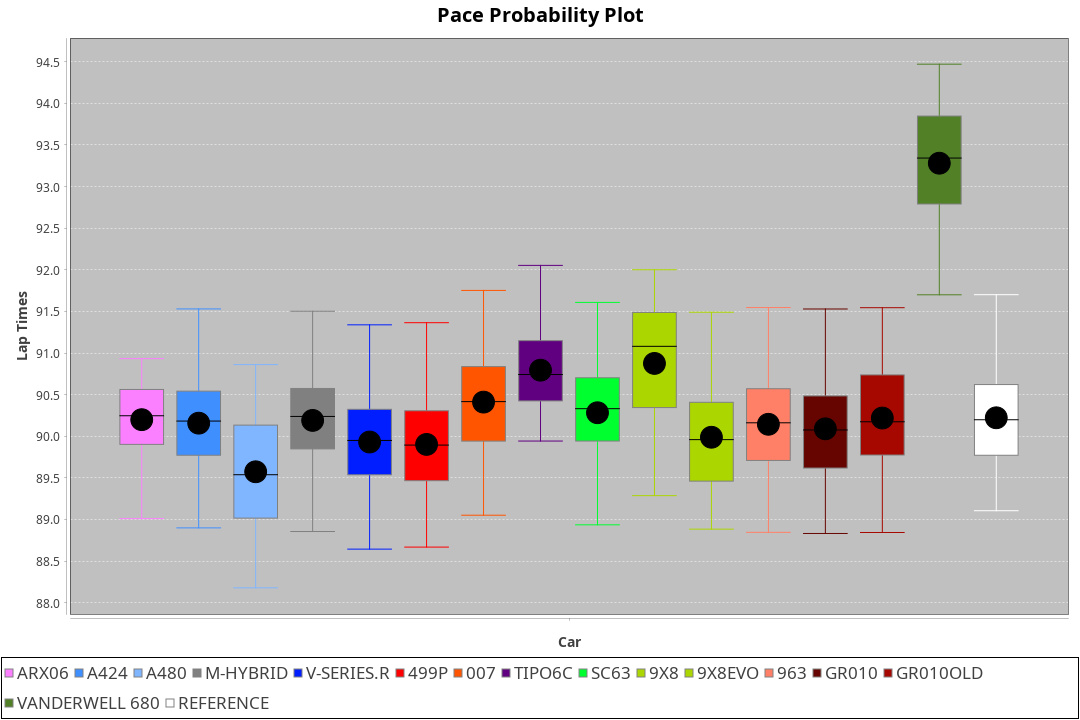 Pace Probability Plot
94.5
94.0
93.5
93.0
92.5
92.0
91.5
91.0
90.5
90.0
89.5
89.0
88.5
88.0
Lap Times
Car
ARX06 A424 A480 M-HYBRID V-SERIES.R 499P 007 TIPO6C SC63 9X8 9X8EVO 963 GR010 GR010OLD
VANDERWELL 680 REFERENCE